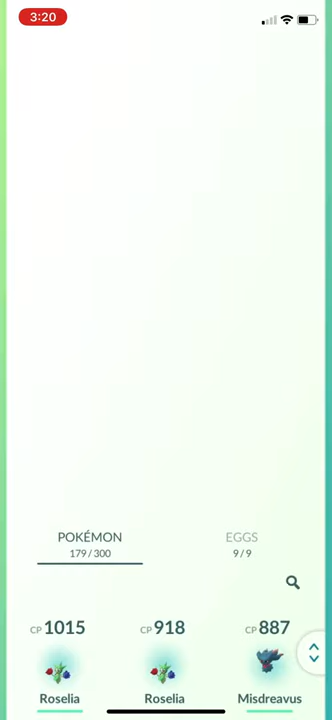 3:20
POKÉMON EGGS
179 / 300 9 / 9
CP 1015 CP 918 CP 887
Roselia Roselia Misdreavus